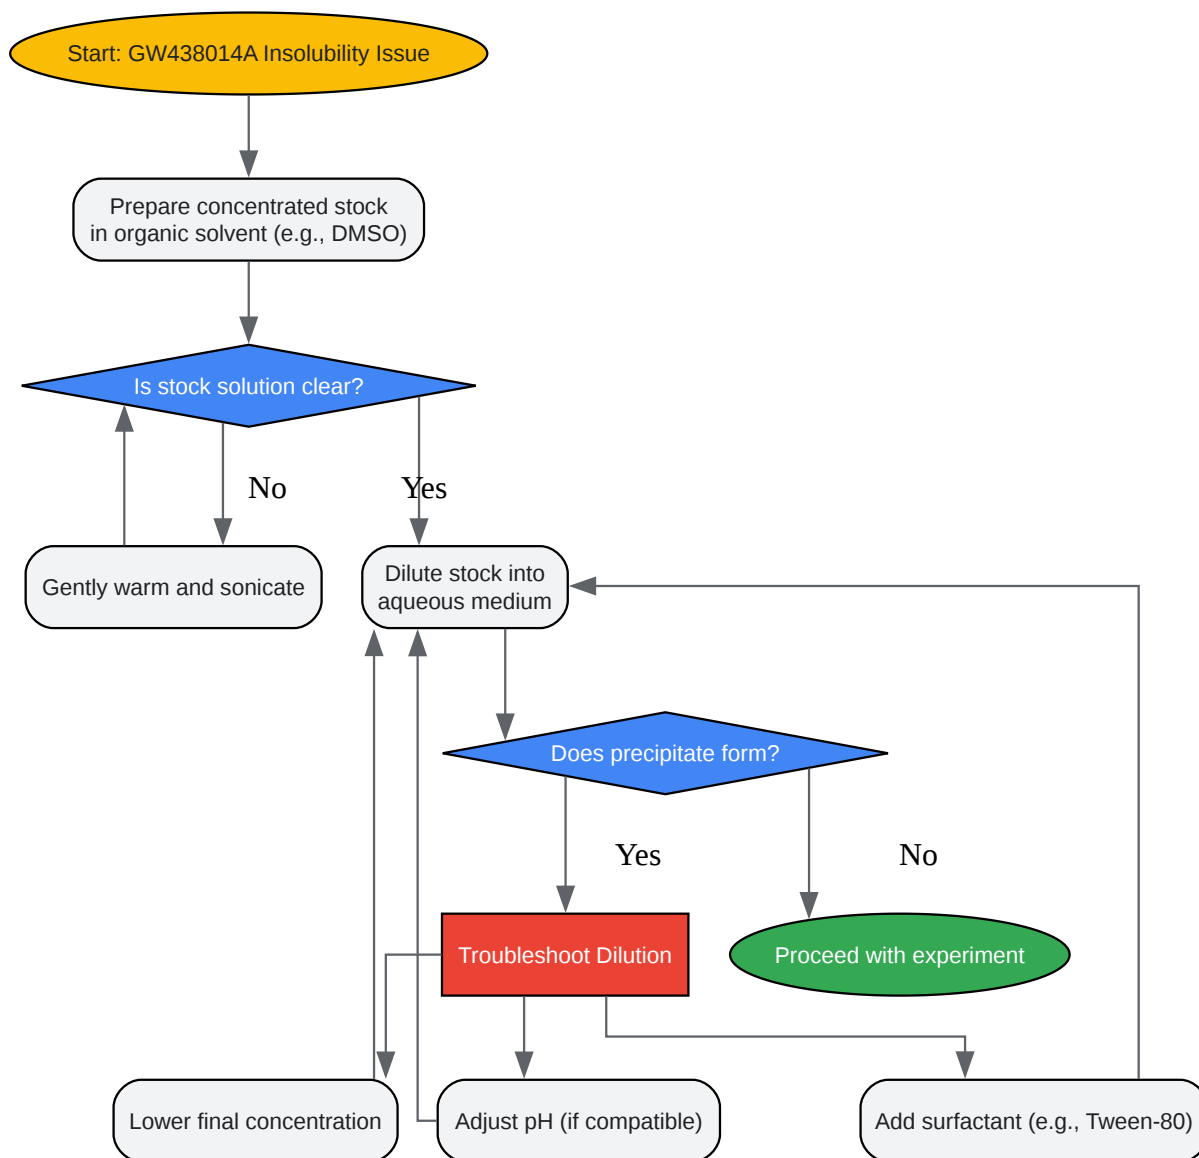 Start: GW438014A Insolubility Issue
Prepare concentrated stock
in organic solvent (e.g., DMSO)
Is stock solution clear?
No
Yes
Gently warm and sonicate
Dilute stock into
aqueous medium
Does precipitate form?
Yes
No
Troubleshoot Dilution
Proceed with experiment
Lower final concentration
Adjust pH (if compatible)
Add surfactant (e.g., Tween-80)